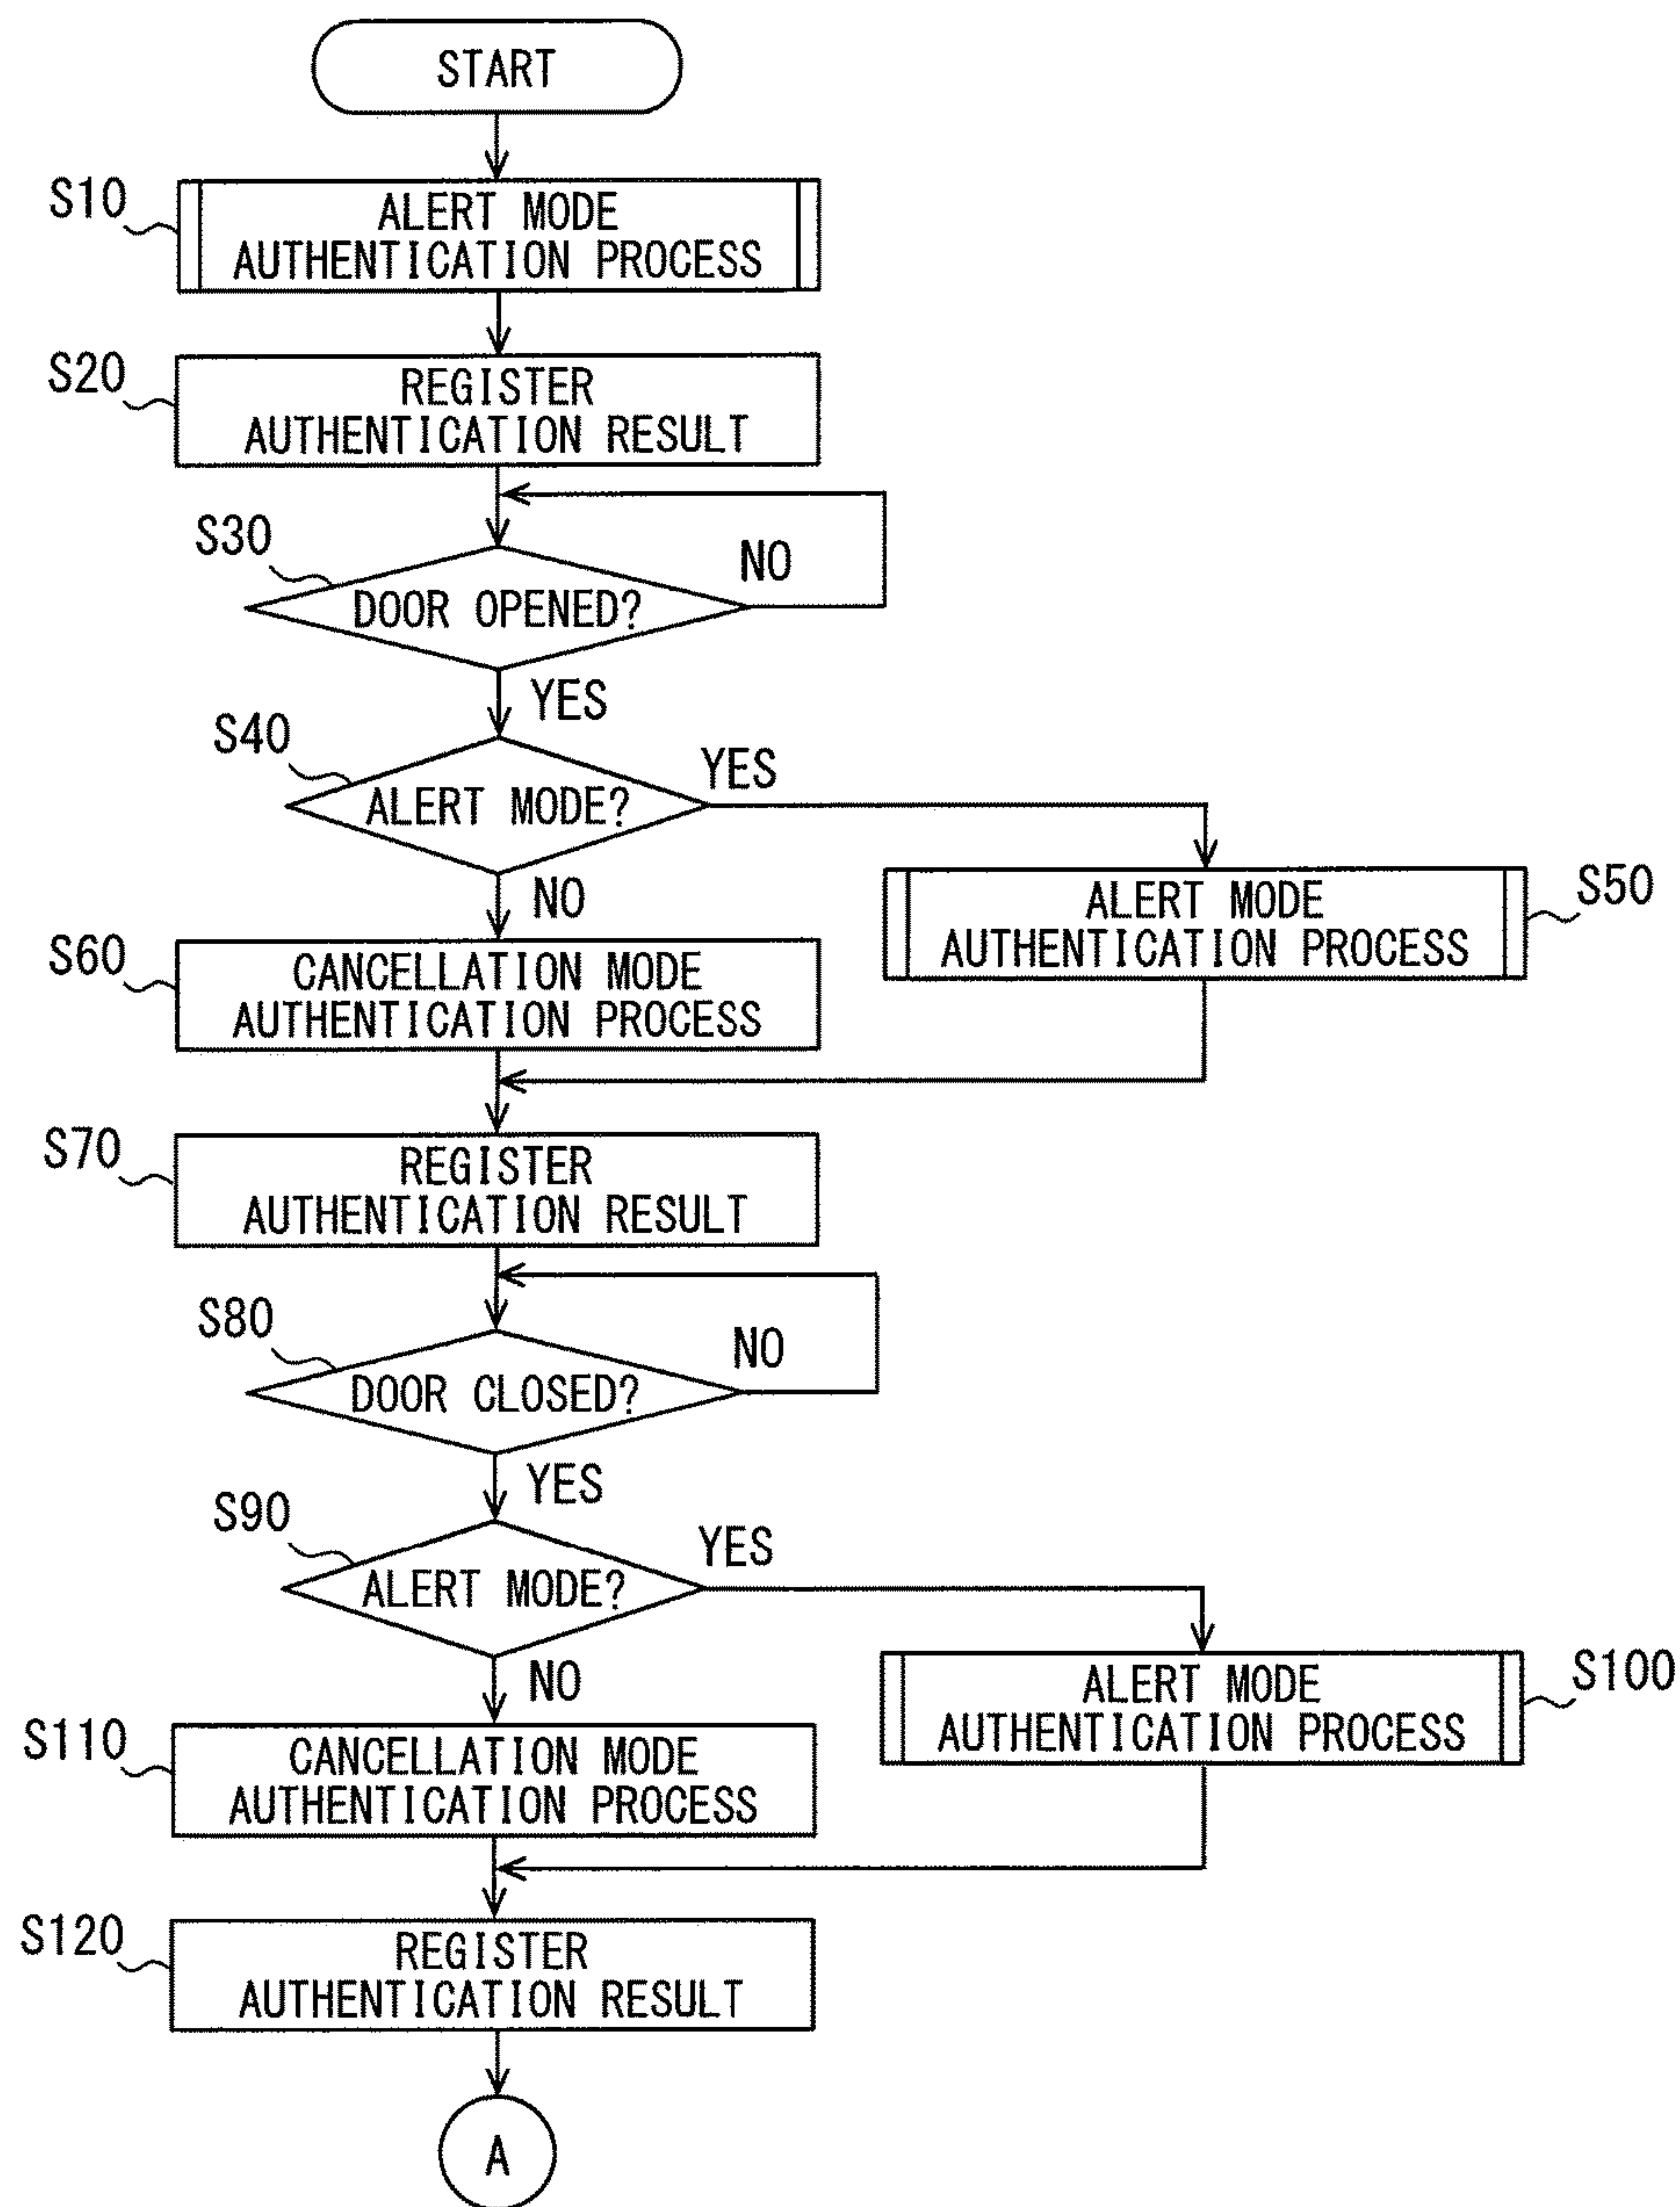 START
S10
ALERT MODE
AUTHENTICATION PROCESS
S20
REGISTER
AUTHENTICATION RESULT
S30
NO
DOOR OPENED?
YES
S40
YES
ALERT MODE?
NO
S50
ALERT MODE
AUTHENTICATION PROCESS
S60
CANCELLATION MODE
AUTHENTICATION PROCESS
S70
REGISTER
AUTHENTICATION RESULT
S80
NO
DOOR CLOSED?
YES
S90
YES
ALERT MODE?
NO
S100
ALERT MODE
AUTHENTICATION PROCESS
S110
CANCELLATION MODE
AUTHENTICATION PROCESS
S120
REGISTER
AUTHENTICATION RESULT
A